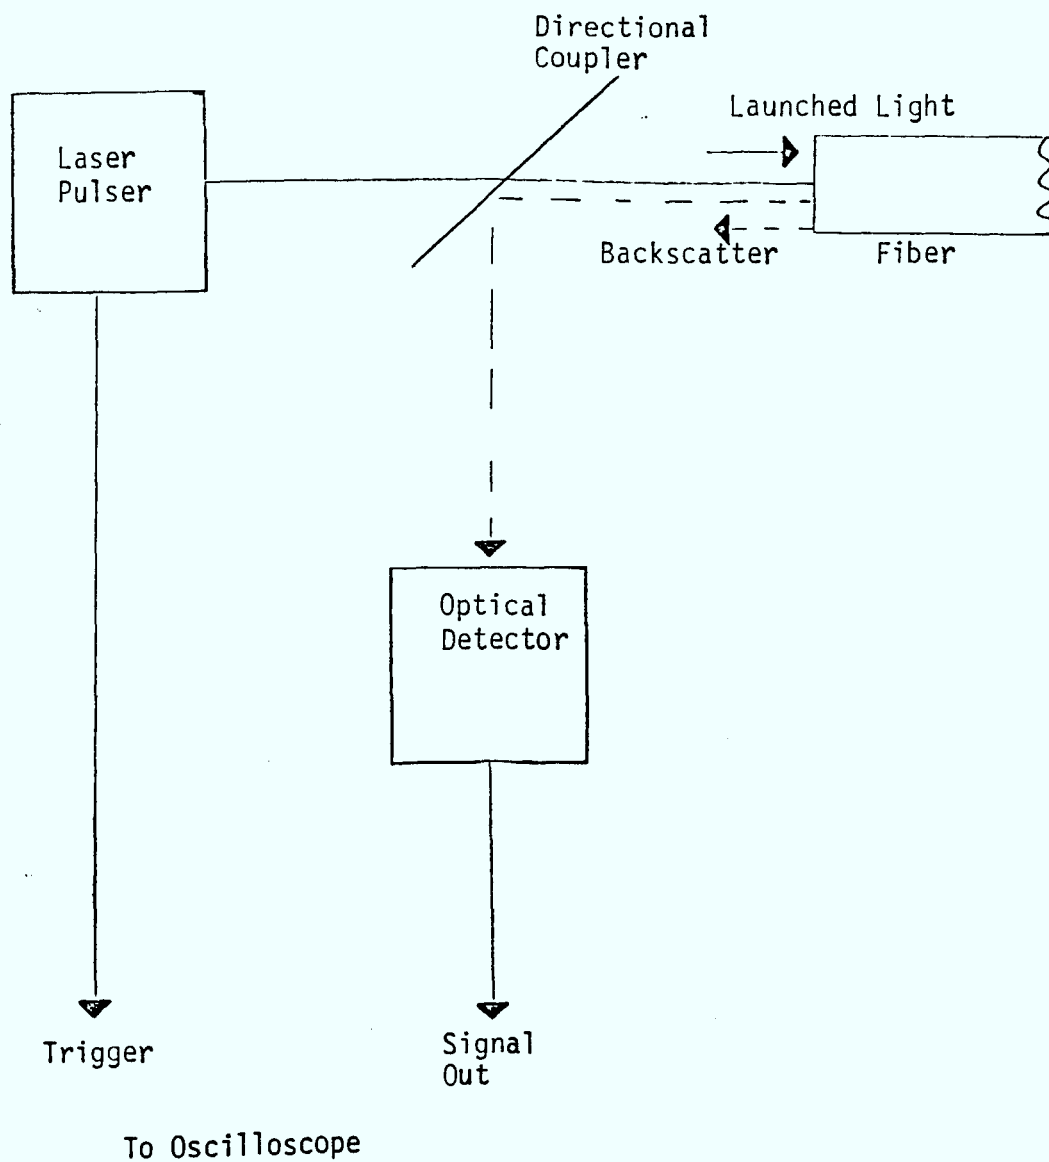 Directional
Coupler
Launched Light
Laser
Pulser
Backscatter
Fiber
Optical
Detector
Trigger
Signal
Out
To Oscilloscope